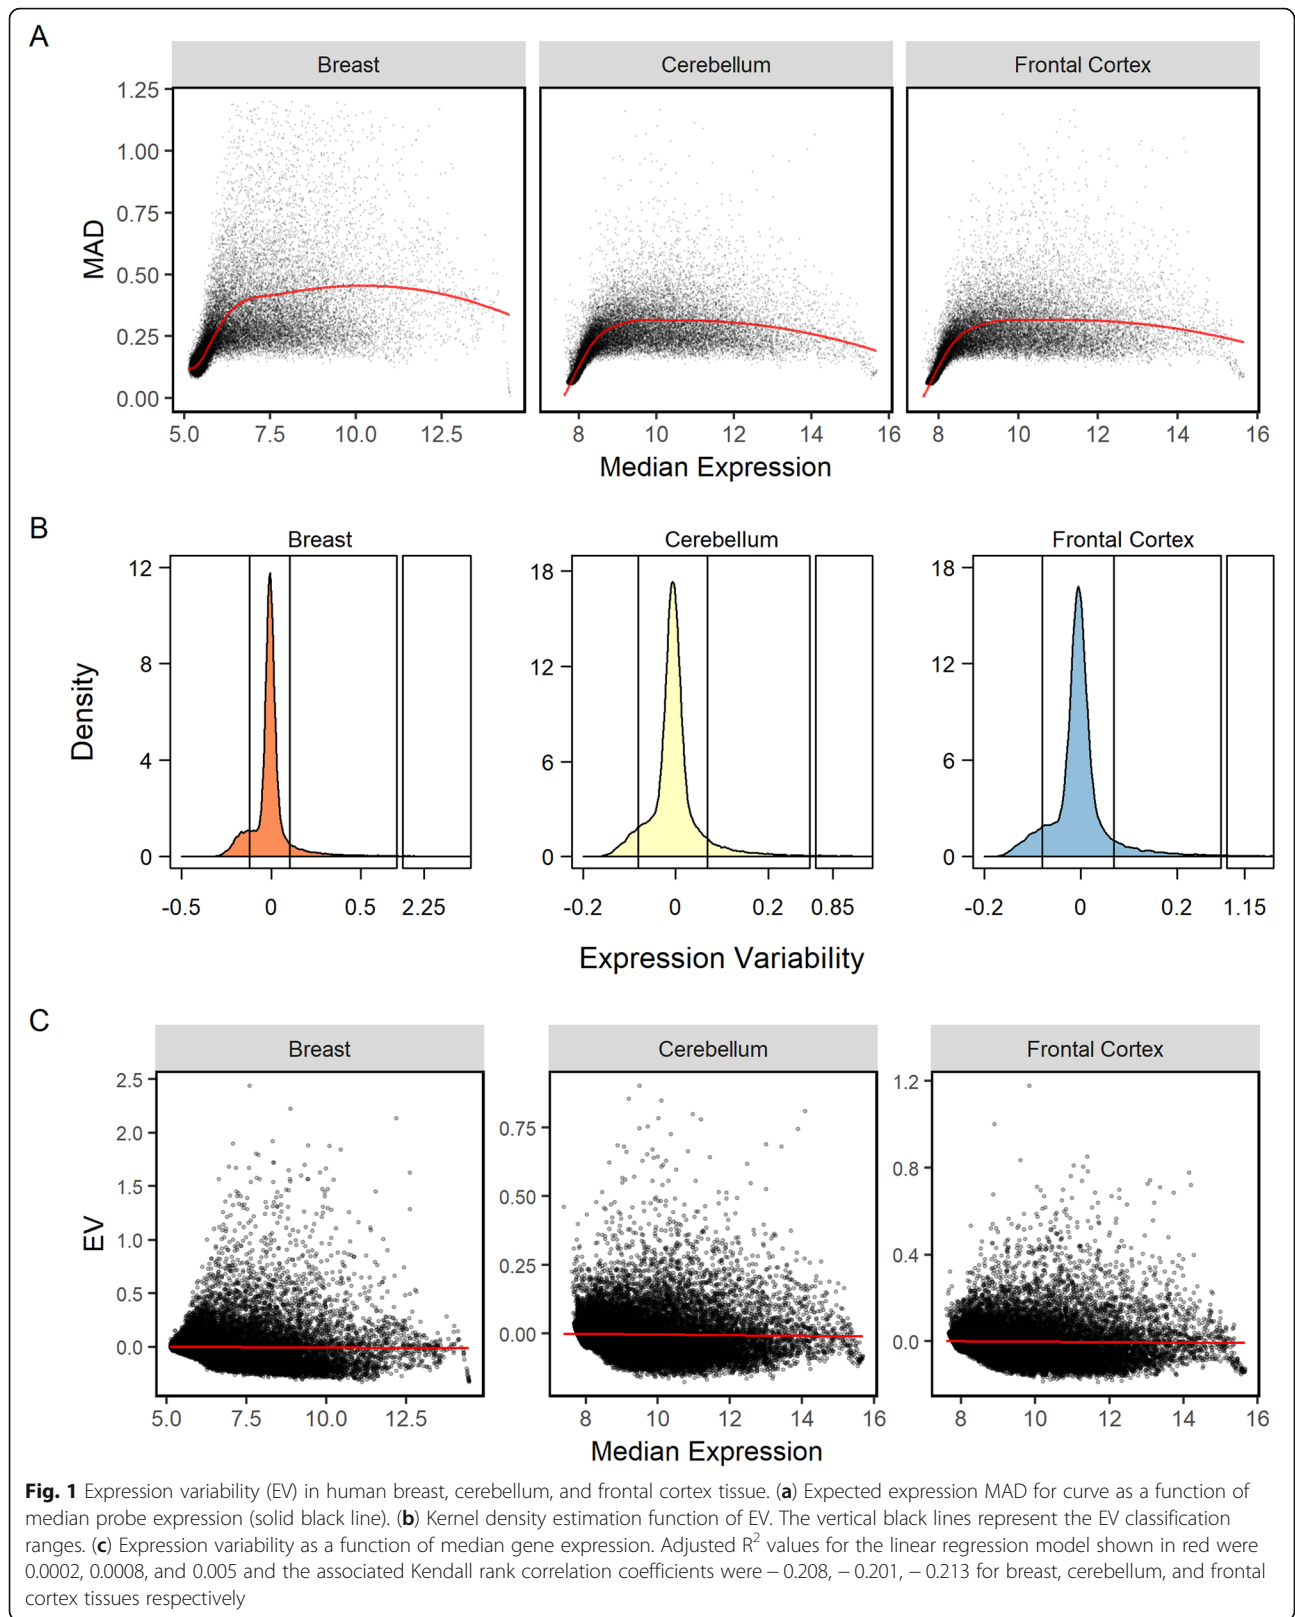 A
Breast Cerebellum Frontal Cortex
1.25
1.00
0.75
0.50
0.25
0.00
MAD
5.0 7.5 10.0 12.5 8 10 12 14 16 8 10 12 14 16
Median Expression
B
Breast Cerebellum Frontal Cortex
12
8
4
0
18
12
6
0
18
12
6
0
Density
-0.5 0 0.5 2.25 -0.2 0 0.2 0.85 -0.2 0 0.2 1.15
Expression Variability
C
Breast Cerebellum Frontal Cortex
2.5
2.0
1.5
1.0
0.5
0.0
0.75
0.50
0.25
0.00
1.2
0.8
0.4
0.0
EV
5.0 7.5 10.0 12.5 8 10 12 14 16 8 10 12 14 16
Median Expression
Fig. 1 Expression variability (EV) in human breast, cerebellum, and frontal cortex tissue. (a) Expected expression MAD for curve as a function of
median probe expression (solid black line). (b) Kernel density estimation function of EV. The vertical black lines represent the EV classification
ranges. (c) Expression variability as a function of median gene expression. Adjusted R² values for the linear regression model shown in red were
0.0002, 0.0008, and 0.005 and the associated Kendall rank correlation coefficients were − 0.208, − 0.201, − 0.213 for breast, cerebellum, and frontal
cortex tissues respectively